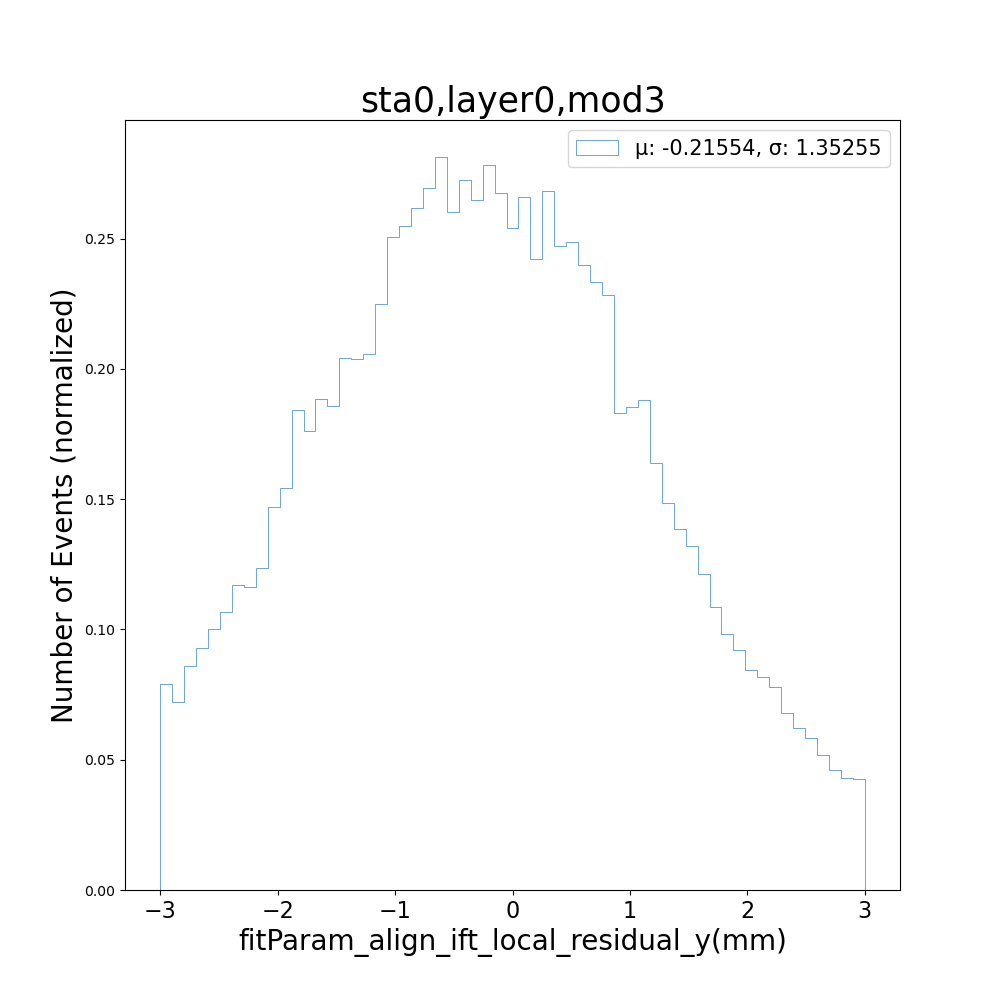 sta0,layer0,mod3
μ: -0.21554, σ: 1.35255
Number of Events (normalized)
0.25
0.20
0.15
0.10
0.05
0.00
−3 −2 −1 0 1 2 3
fitParam_align_ift_local_residual_y(mm)